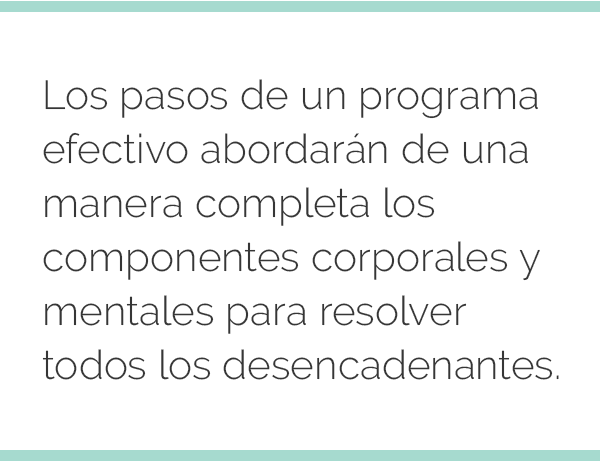 Los pasos de un programa
efectivo abordarán de una
manera completa los
componentes corporales y
mentales para resolver
todos los desencadenantes.